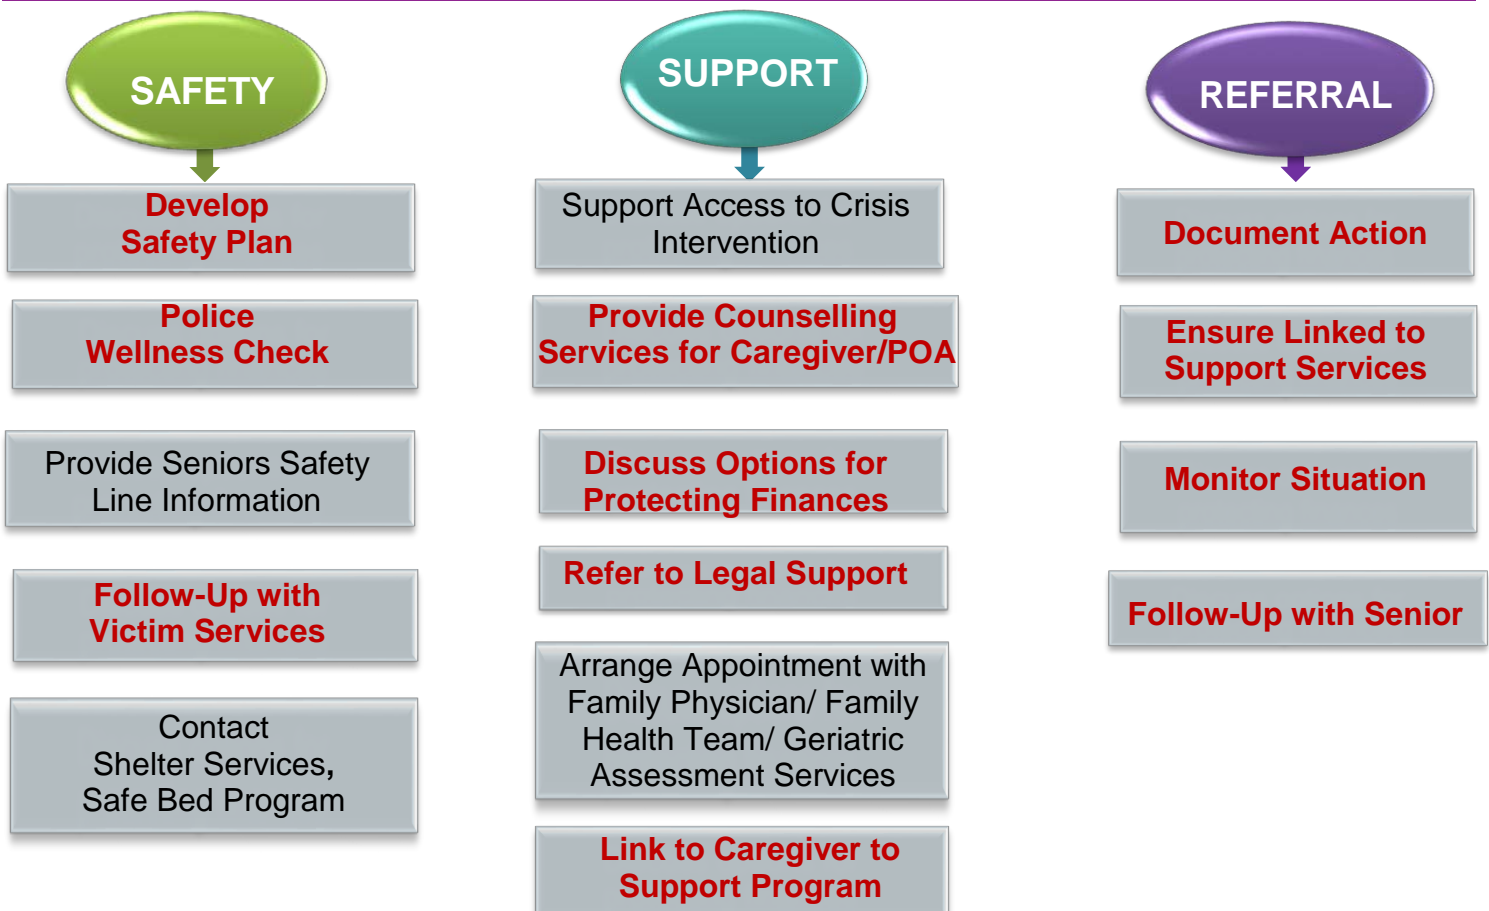 SAFETY
Develop
Safety Plan
Police
Wellness Check
Provide Seniors Safety
Line Information
Follow-Up with
Victim Services
Contact
Shelter Services,
Safe Bed Program
SUPPORT
Support Access to Crisis
Intervention
Provide Counselling
Services for Caregiver/POA
Discuss Options for
Protecting Finances
Refer to Legal Support
Arrange Appointment with
Family Physician/ Family
Health Team/ Geriatric
Assessment Services
Link to Caregiver to
Support Program
REFERRAL
Document Action
Ensure Linked to
Support Services
Monitor Situation
Follow-Up with Senior